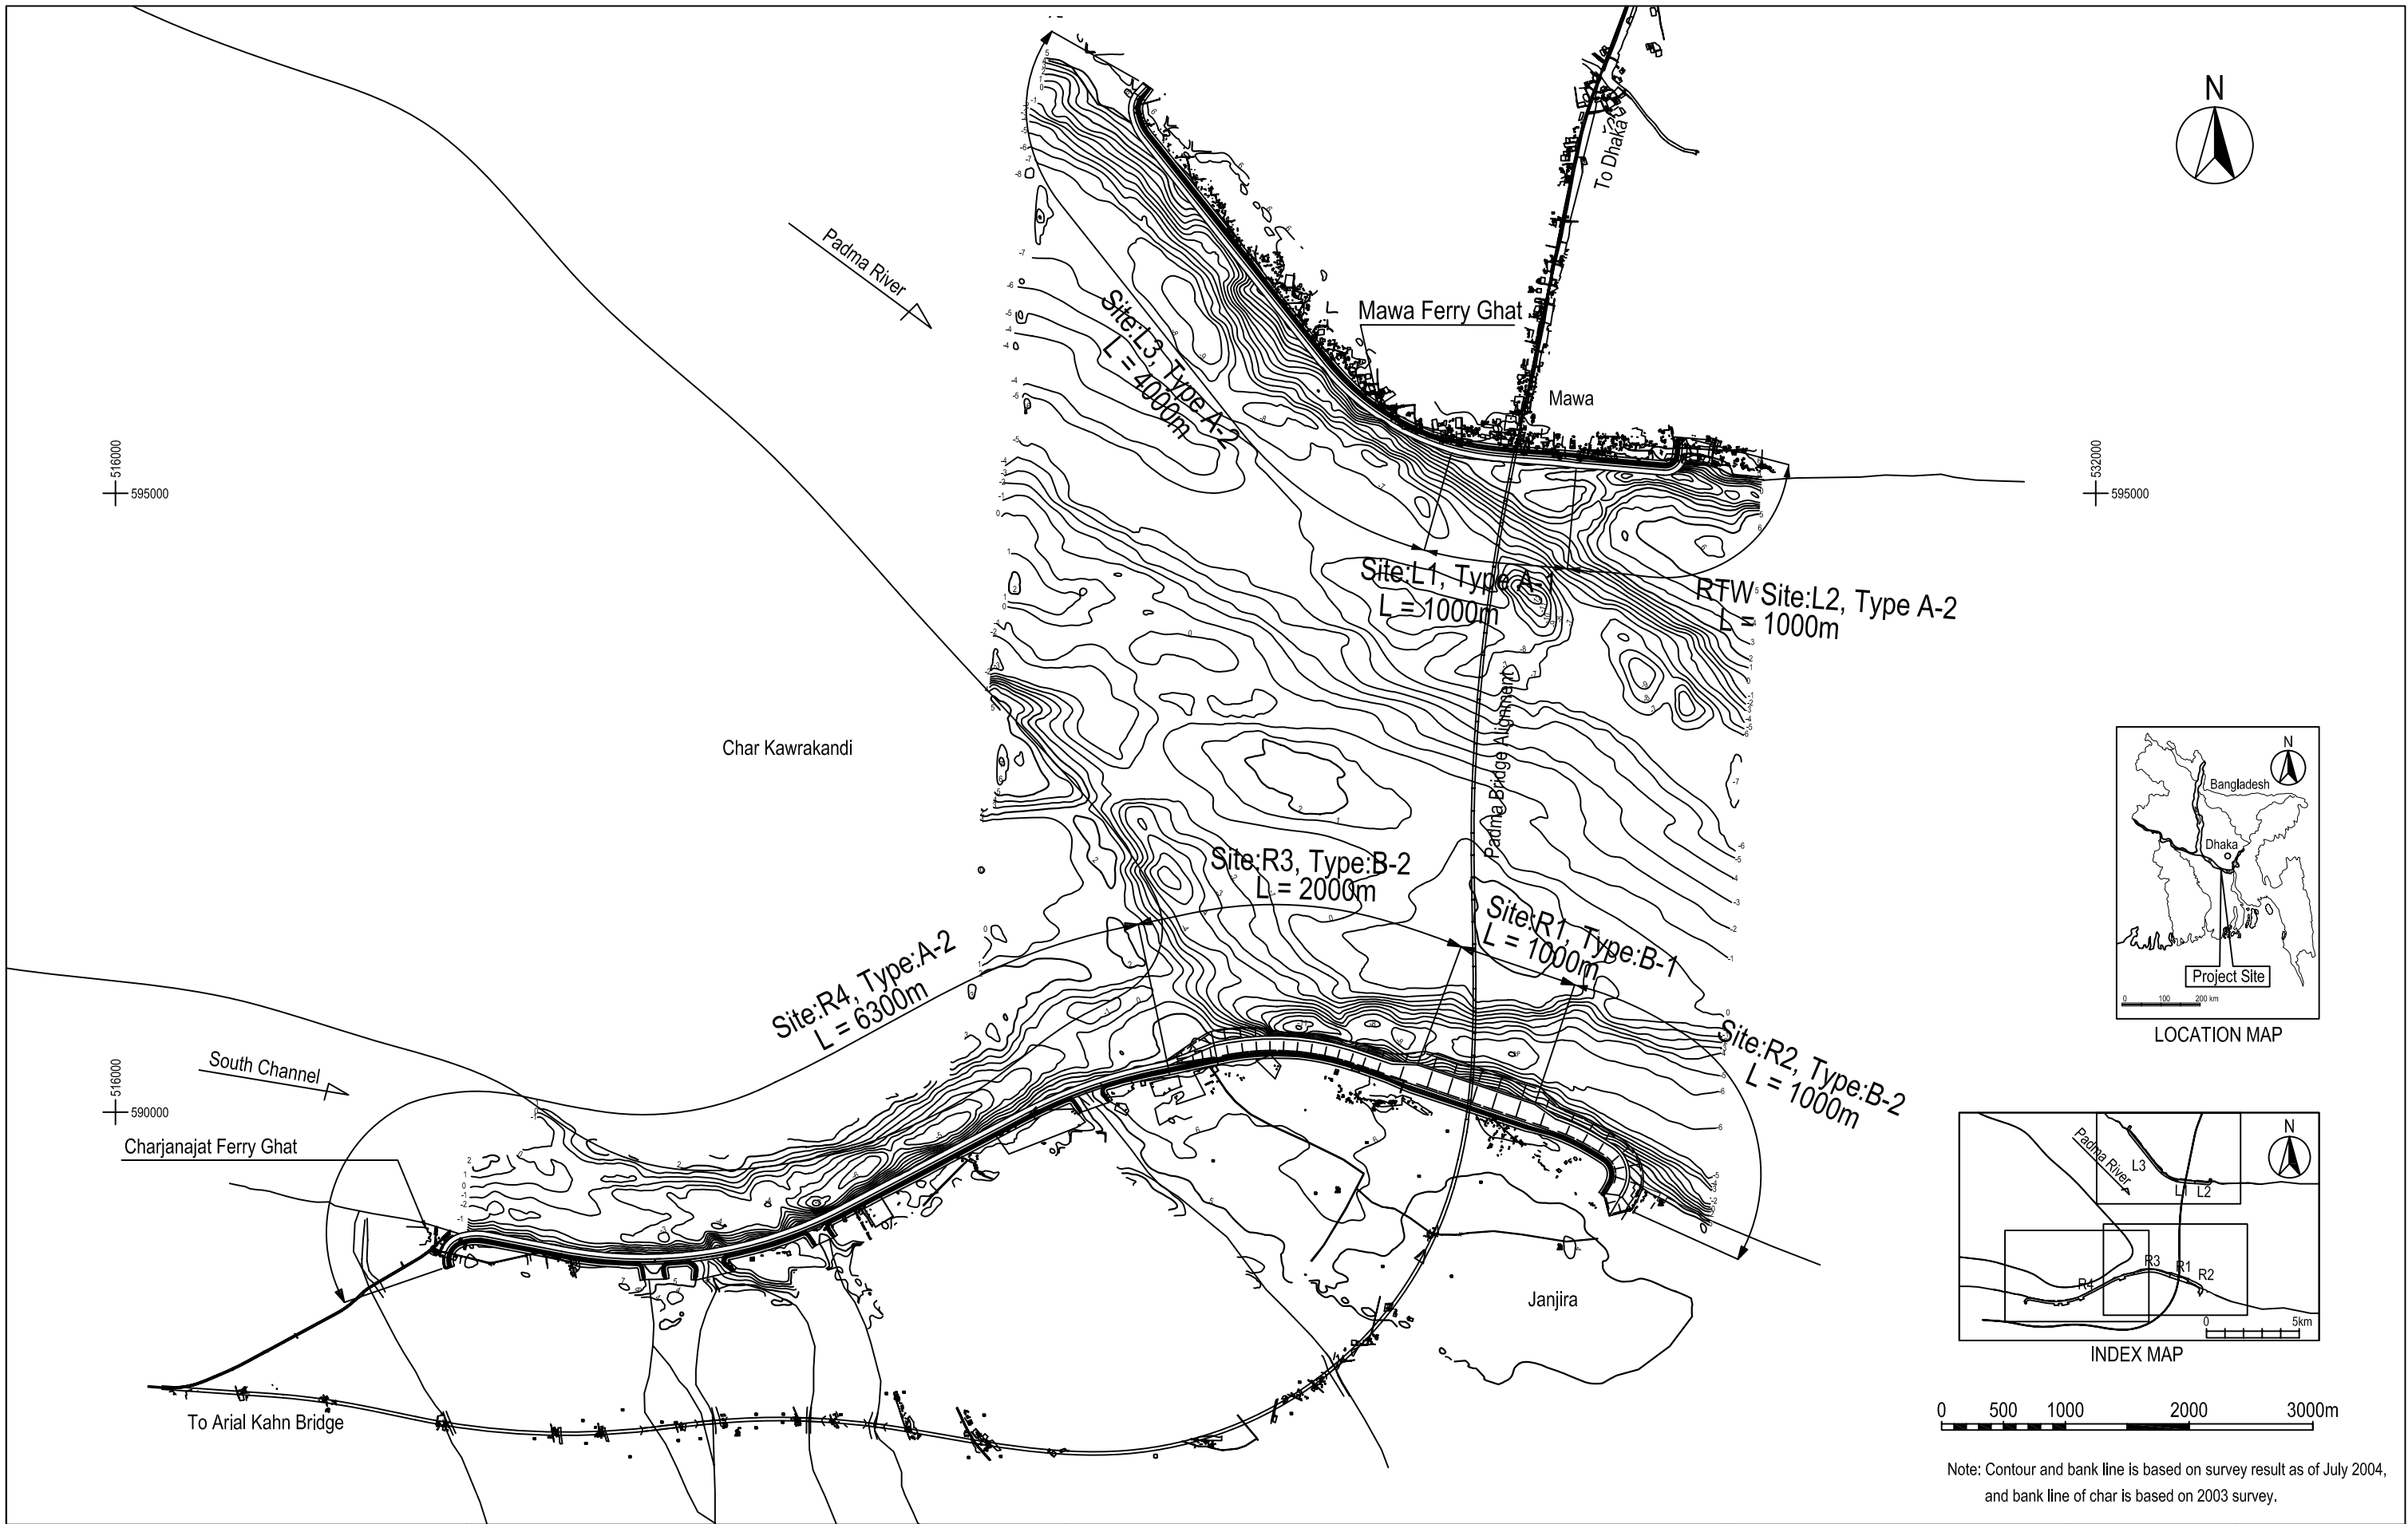 N
To Dhaka
Padma River
Mawa Ferry Ghat
Site:L3, Type A-2
L = 4000m
Mawa
516000
595000
532000
595000
Site:L1, Type A-1
L = 1000m
RTW Site:L2, Type A-2
L = 1000m
Padma Bridge Alignment
Char Kawrakandi
N
Bangladesh
Dhaka
Project Site
0 100 200 km
LOCATION MAP
Site:R3, Type:B-2
L = 2000m
Site:R1, Type:B-1
L = 1000m
Site:R4, Type:A-2
L = 6300m
Site:R2, Type:B-2
L = 1000m
South Channel
516000
590000
Charjanajat Ferry Ghat
Janjira
To Arial Kahn Bridge
Padma River
N
L3
L1
L2
R3
R1
R2
R4
0 5km
INDEX MAP
0 500 1000 2000 3000m
Note: Contour and bank line is based on survey result as of July 2004,
and bank line of char is based on 2003 survey.